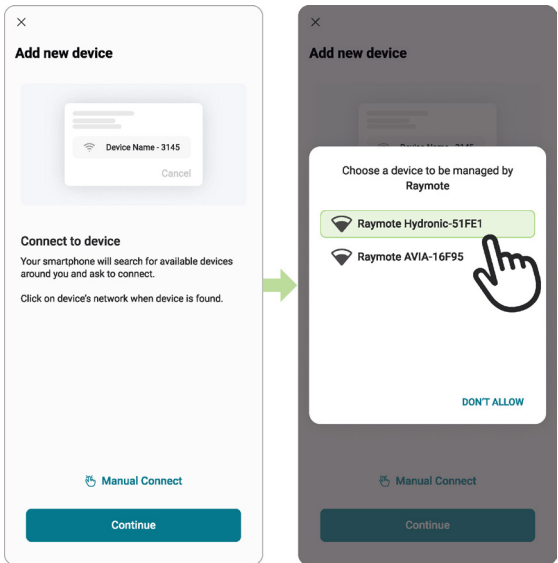 Add new device
Device Name - 3145
Cancel
Connect to device
Your smartphone will search for available devices
around you and ask to connect.
Click on device's network when device is found.
Manual Connect
Continue
Add new device
Choose a device to be managed by
Raymote
Raymote Hydronic-51FE1
Raymote AVIA-16F95
DON'T ALLOW
Manual Connect
Continue